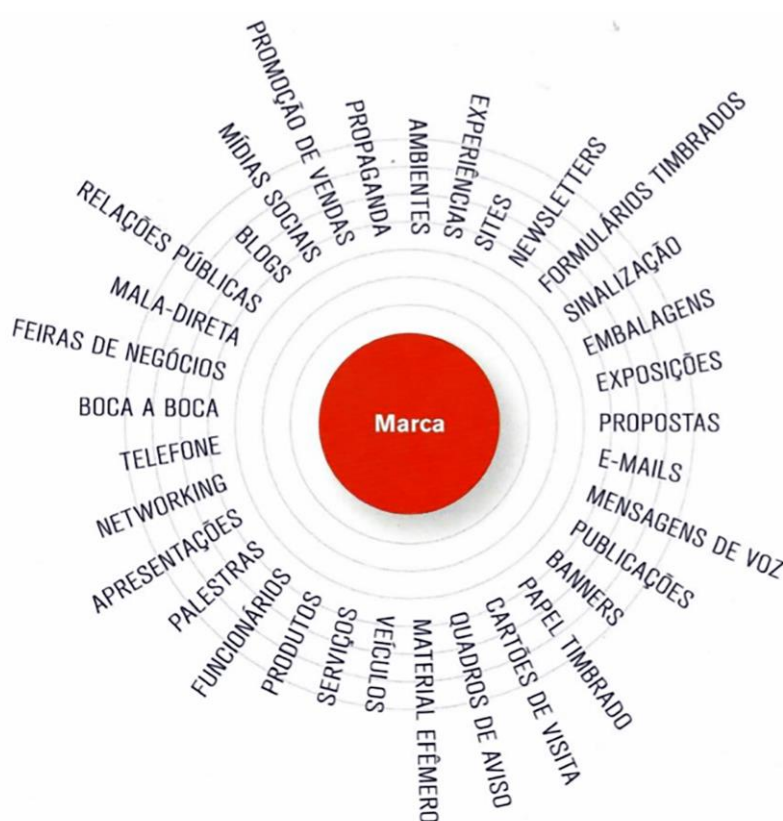 Marca
AMBIENTES
EXPERIÊNCIAS
SITES
NEWSLETTERS
FORMULÁRIOS TIMBRADOS
SINALIZAÇÃO
EMBALAGENS
EXPOSIÇÕES
PROPOSTAS
E-MAILS
MENSAGENS DE VOZ
PUBLICAÇÕES
BANNERS
PAPEL TIMBRADO
CARTÕES DE VISITA
QUADROS DE AVISO
MATERIAL EFÊMERO
VEÍCULOS
SERVIÇOS
PRODUTOS
FUNCIONÁRIOS
PALESTRAS
APRESENTAÇÕES
NETWORKING
TELEFONE
BOCA A BOCA
FEIRAS DE NEGÓCIOS
MALA-DIRETA
RELAÇÕES PÚBLICAS
BLOGS
MÍDIAS SOCIAIS
PROMOÇÃO DE VENDAS
PROPAGANDA